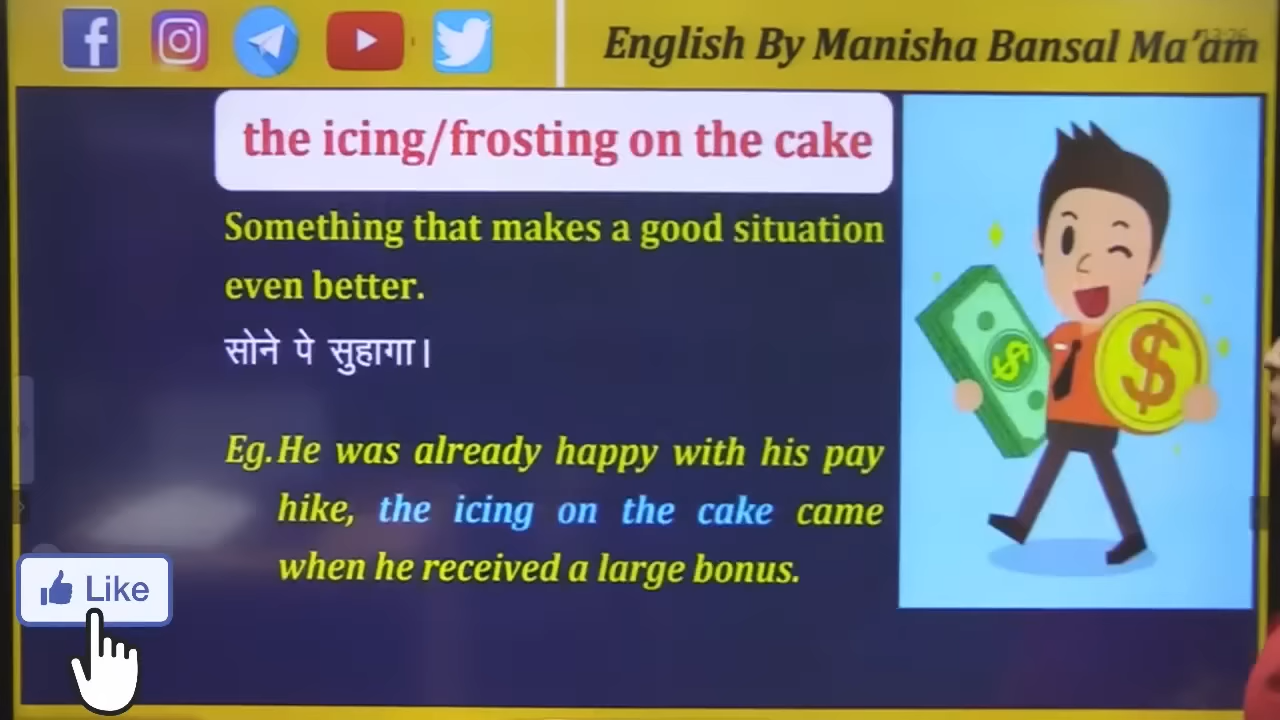 English By Manisha Bansal Ma'am
the icing/frosting on the cake
Something that makes a good situation
even better.
सोने पे सुहागा।
Eg. He was already happy with his pay
hike, the icing on the cake came
when he received a large bonus.
Like